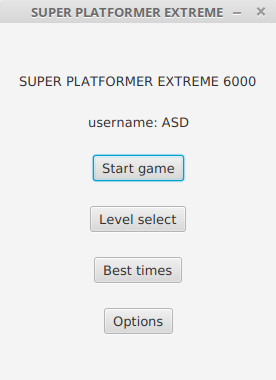 SUPER PLATFORMER EXTREME
SUPER PLATFORMER EXTREME 6000
username: ASD
Start game
Level select
Best times
Options